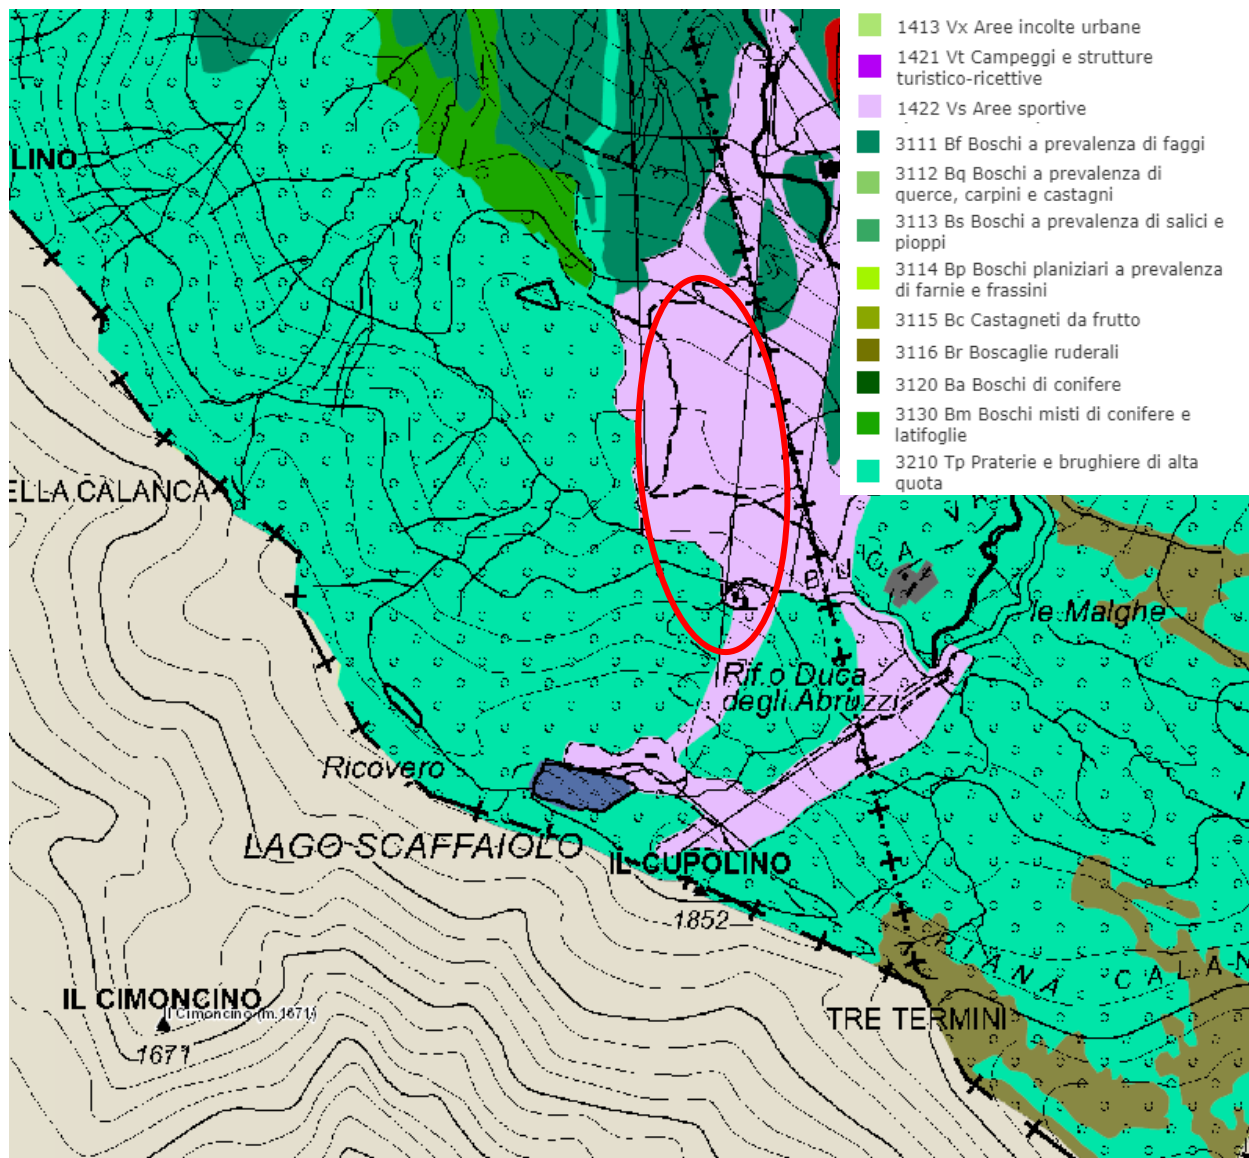 1413 Vx Aree incolte urbane
1421 Vt Campeggi e strutture
turistico-ricettive
1422 Vs Aree sportive
3111 Bf Boschi a prevalenza di faggi
3112 Bq Boschi a prevalenza di
querce, carpini e castagni
3113 Bs Boschi a prevalenza di salici e
pioppi
3114 Bp Boschi planiziari a prevalenza
di farnie e frassini
3115 Bc Castagneti da frutto
3116 Br Boscaglie ruderali
3120 Ba Boschi di conifere
3130 Bm Boschi misti di conifere e
latifoglie
3210 Tp Praterie e brughiere di alta
quota
LINO
ELLA CALANCA
BUCA
le Malghe
Rif.o Duca
degli Abruzzi
Ricovero
LAGO SCAFFAIOLO
IL CUPOLINO
1852
PIANA CALAN
IL CIMONCINO
Il Cimoncino (m.1671)
1671
TRE TERMINI